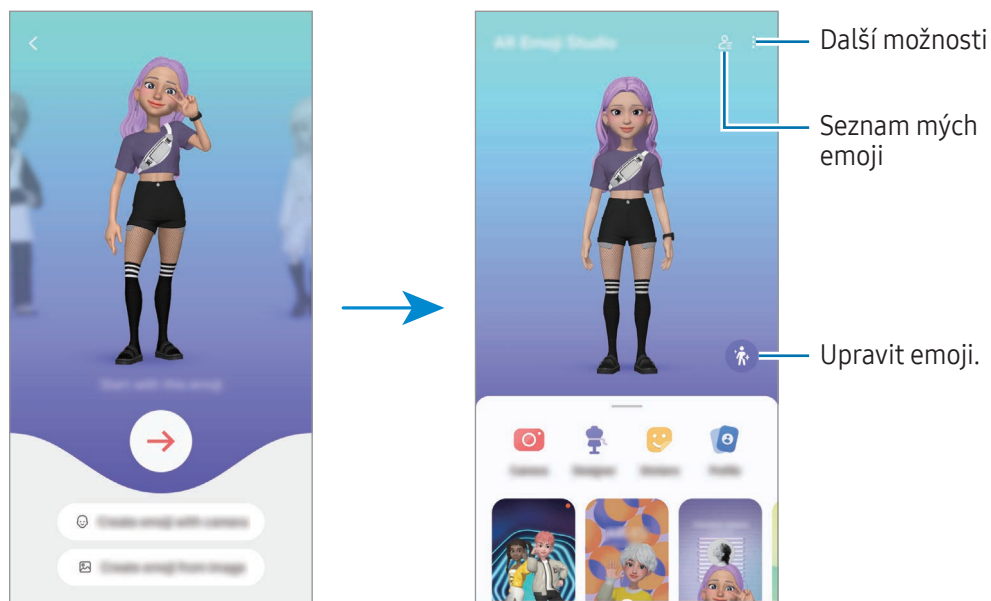 AR Emoji Studio
Další možnosti
Seznam mých
emoji
Upravit emoji.
Start with this emoji
Create emoji with camera
Create emoji from image
Camera
Designer
Stickers
Profile